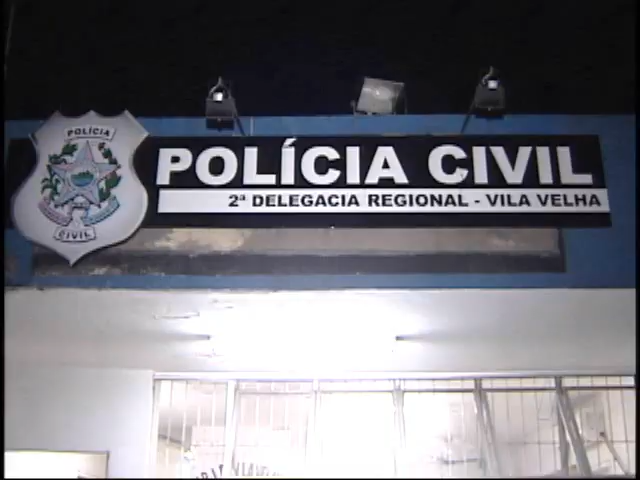 POLÍCIA
CIVIL
POLÍCIA CIVIL
2ª DELEGACIA REGIONAL - VILA VELHA